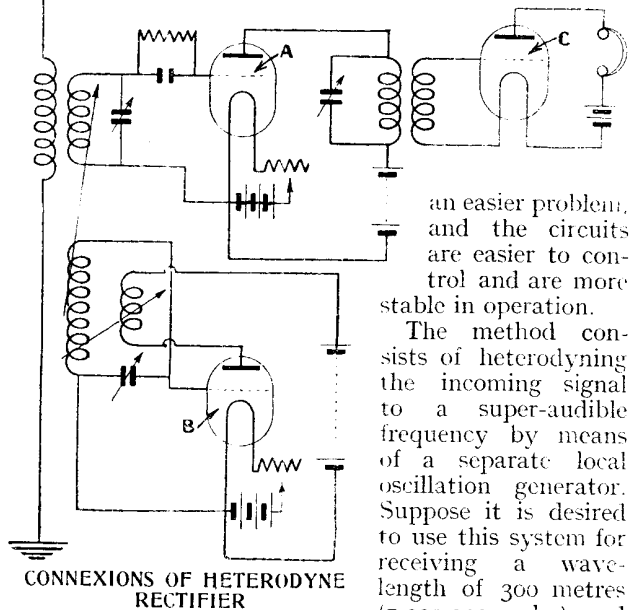 A
C
B
CONNEXIONS OF HETERODYNE
RECTIFIER
an easier problem,
and the circuits
are easier to con-
trol and are more
stable in operation.
The method con-
sists of heterodyning
the incoming signal
to a super-audible
frequency by means
of a separate local
oscillation generator.
Suppose it is desired
to use this system for
receiving a wave-
length of 300 metres